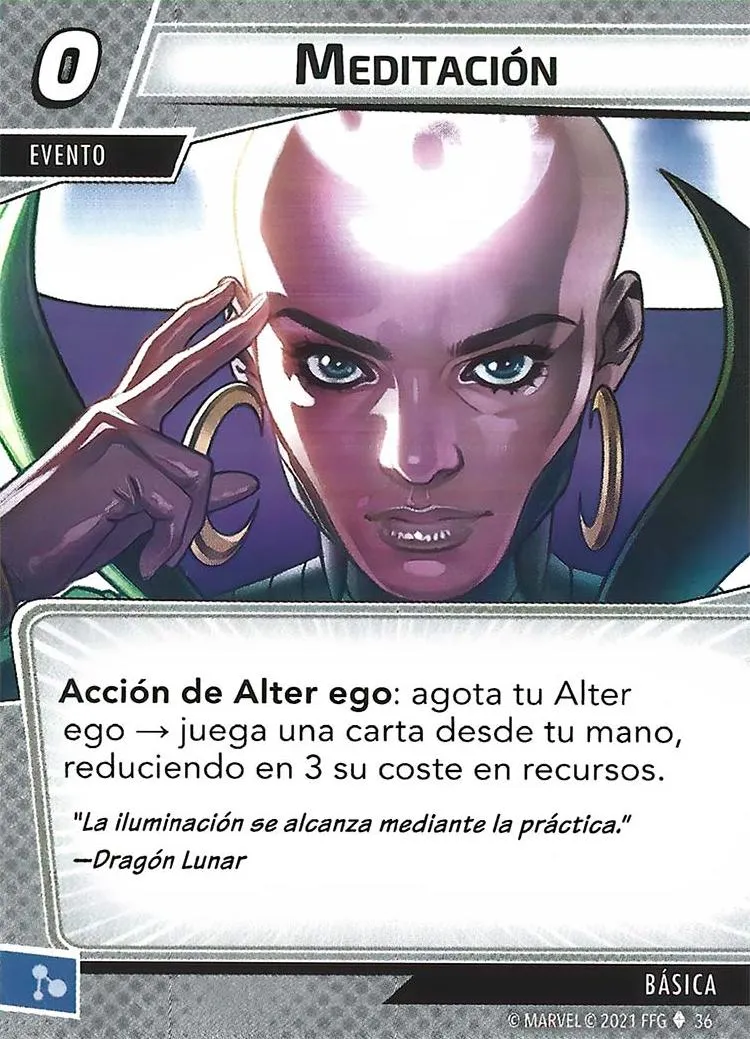 0
MEDITACIÓN
EVENTO
Acción de Alter ego: agota tu Alter
ego → juega una carta desde tu mano,
reduciendo en 3 su coste en recursos.
"La iluminación se alcanza mediante la práctica."
—Dragón Lunar
BÁSICA
© MARVEL © 2021 FFG ♦ 36